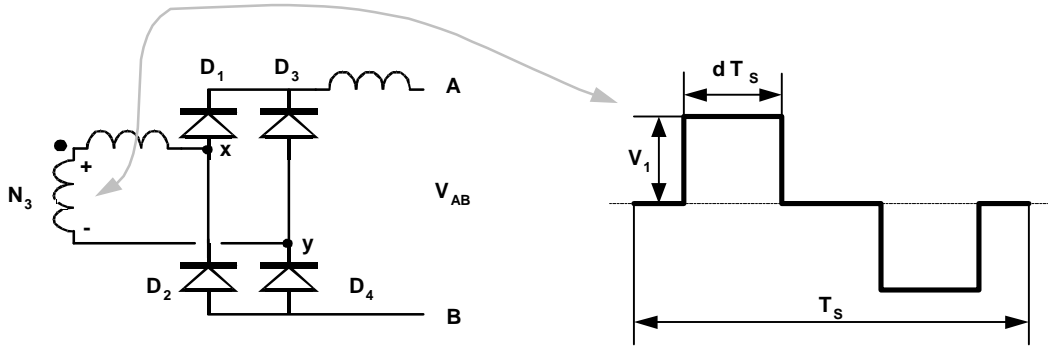 D1 D3
A
d TS
x
+
V1
N3
VAB
-
y
D2 D4
B
TS